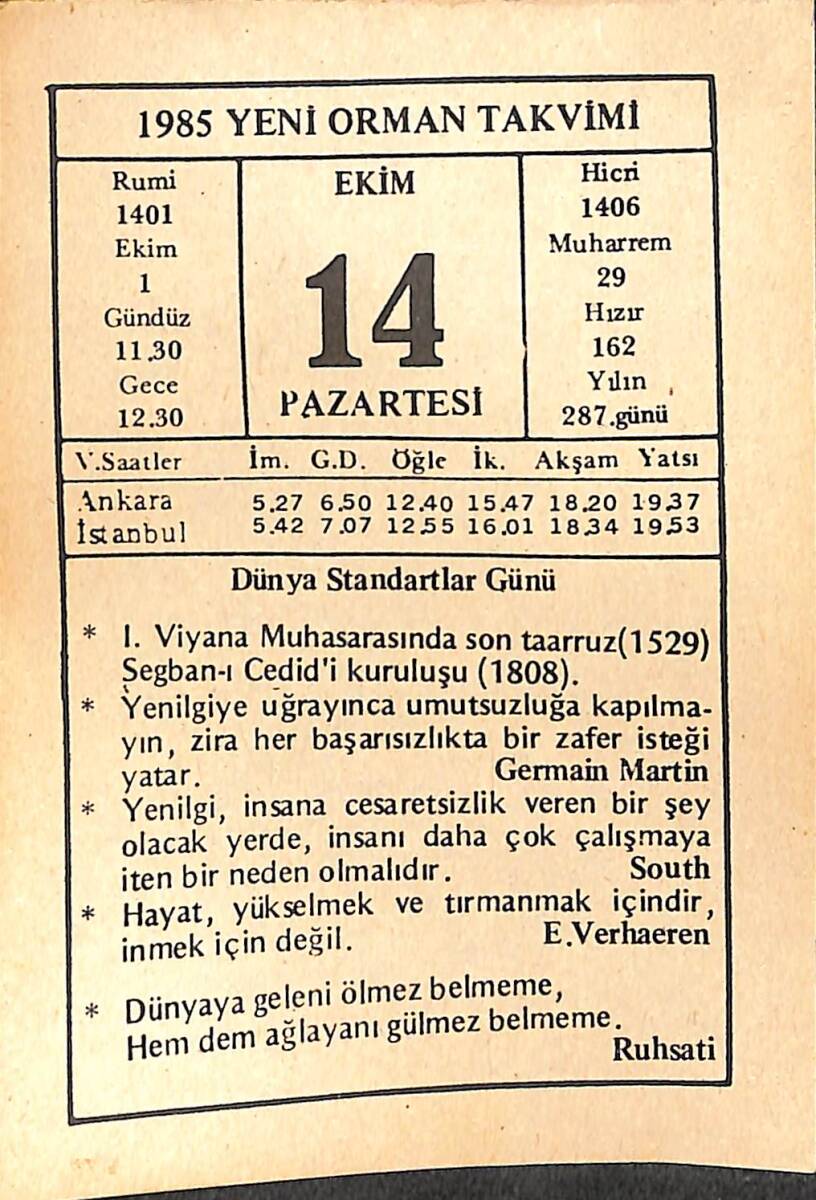 1985 YENİ ORMAN TAKVİMİ
Rumi
1401
Ekim
1
Gündüz
11.30
Gece
12.30
EKİM
14
PAZARTESİ
Hicri
1406
Muharrem
29
Hızır
162
Yılın
287.günü
V.Saatler İm. G.D. Öğle İk. Akşam Yatsı
Ankara 5.27 6.50 12.40 15.47 18.20 19.37
İstanbul 5.42 7.07 12.55 16.01 18.34 19.53
Dünya Standartlar Günü
* I. Viyana Muhasarasında son taarruz(1529)
Şegban-ı Cedid'i kuruluşu (1808).
* Yenilgiye uğrayınca umutsuzluğa kapılma-
yın, zira her başarısızlıkta bir zafer isteği
yatar. Germain Martin
* Yenilgi, insana cesaretsizlik veren bir şey
olacak yerde, insanı daha çok çalışmaya
iten bir neden olmalıdır. South
* Hayat, yükselmek ve tırmanmak içindir,
inmek için değil. E.Verhaeren
* Dünyaya geleni ölmez belmeme,
Hem dem ağlayanı gülmez belmeme.
Ruhsati